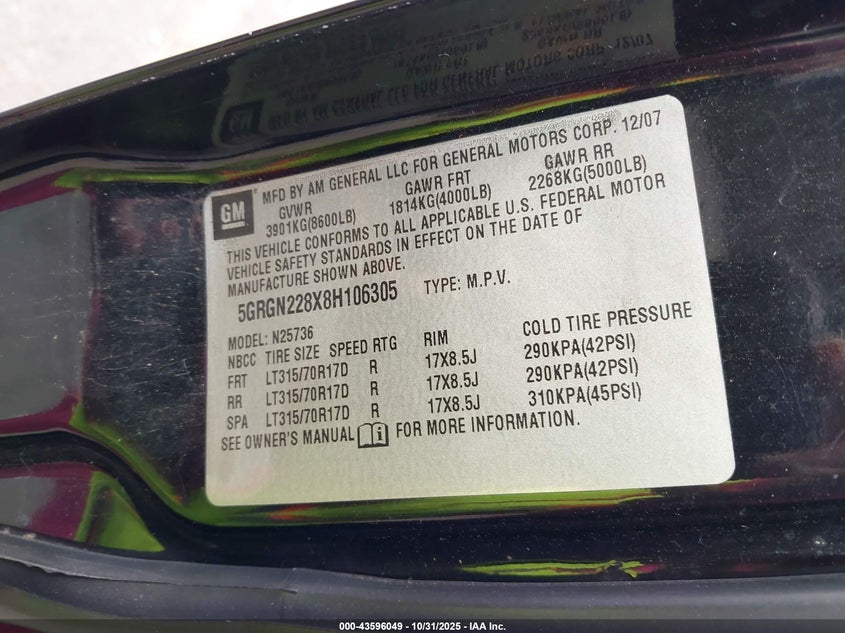 GM
MFD BY AM GENERAL LLC FOR GENERAL MOTORS CORP. 12/07
GVWR GAWR FRT GAWR RR
3901KG(8600LB) 1814KG(4000LB) 2268KG(5000LB)
THIS VEHICLE CONFORMS TO ALL APPLICABLE U.S. FEDERAL MOTOR
VEHICLE SAFETY STANDARDS IN EFFECT ON THE DATE OF
MANUFACTURE SHOWN ABOVE.
5GRGN228X8H106305 TYPE: M.P.V.
MODEL: N25736
NBCC TIRE SIZE SPEED RTG RIM COLD TIRE PRESSURE
FRT LT315/70R17D R 17X8.5J 290KPA(42PSI)
RR LT315/70R17D R 17X8.5J 290KPA(42PSI)
SPA LT315/70R17D R 17X8.5J 310KPA(45PSI)
SEE OWNER'S MANUAL FOR MORE INFORMATION.
000-43596049 - 10/31/2025 - IAA Inc.